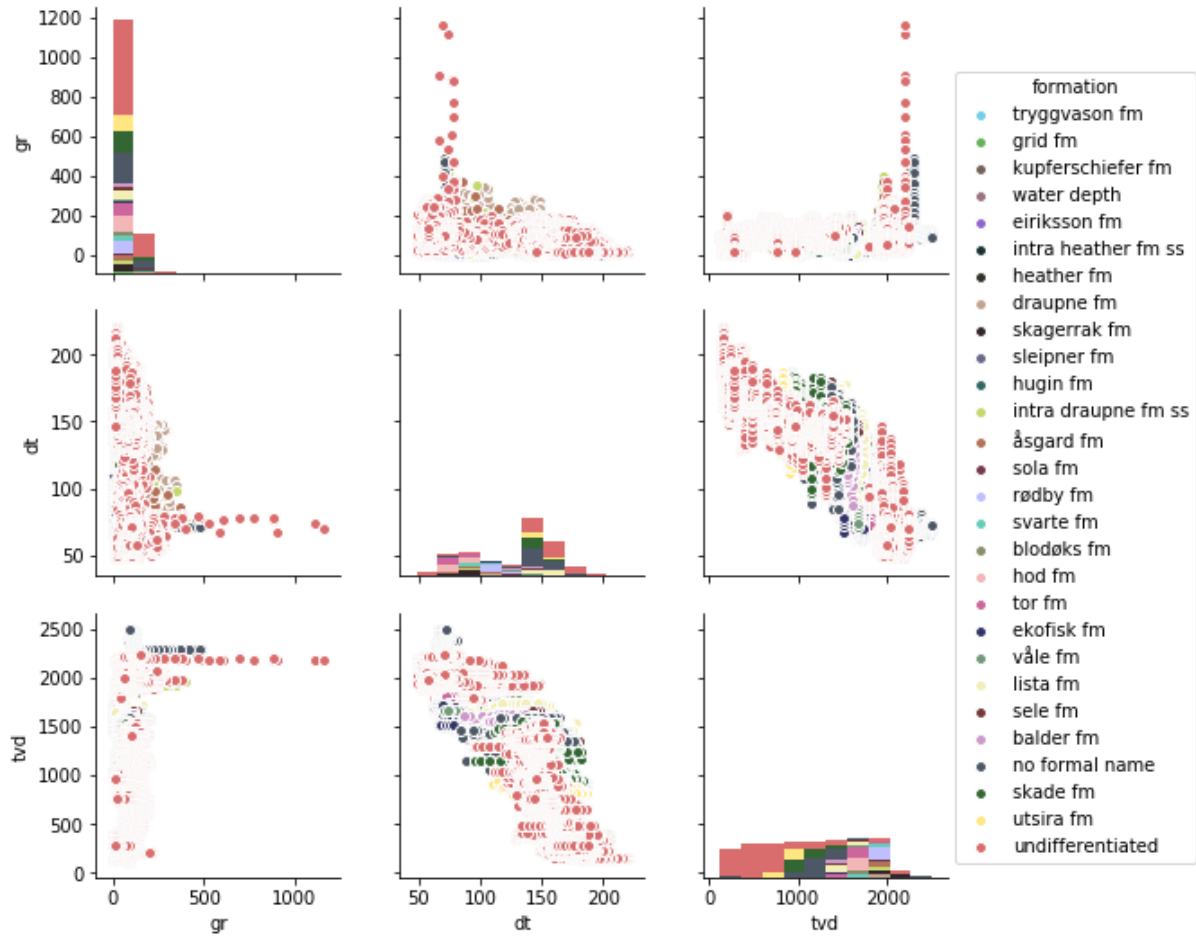 1200
1000
800
600
400
200
0
gr
200
150
100
50
dt
2500
2000
1500
1000
500
0
tvd
0 500 1000
gr
50 100 150 200
dt
0 1000 2000
tvd
formation
tryggvason fm
grid fm
kupferschiefer fm
water depth
eiriksson fm
intra heather fm ss
heather fm
draupne fm
skagerrak fm
sleipner fm
hugin fm
intra draupne fm ss
åsgard fm
sola fm
rødby fm
svarte fm
blodøks fm
hod fm
tor fm
ekofisk fm
våle fm
lista fm
sele fm
balder fm
no formal name
skade fm
utsira fm
undifferentiated